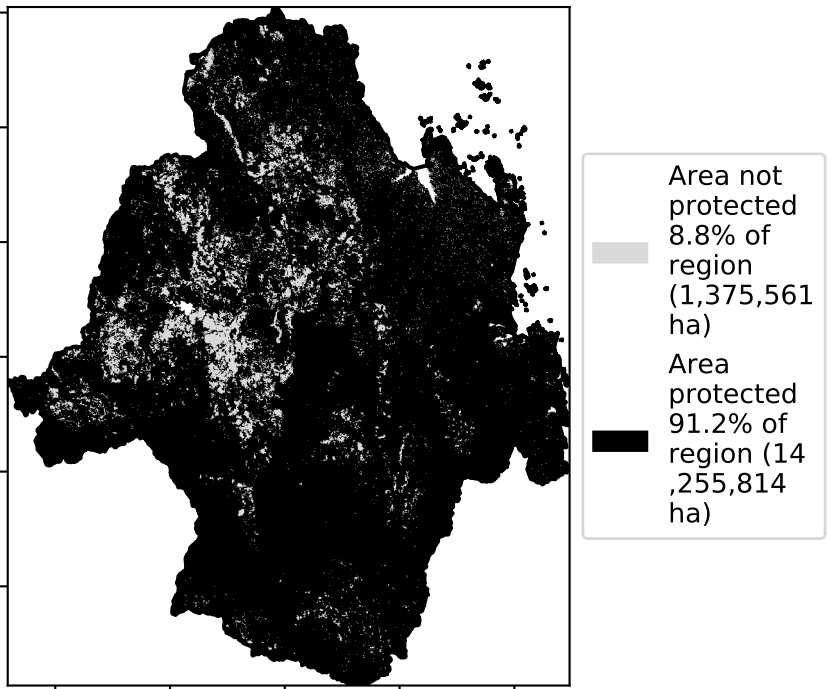 Area not
protected
8.8% of
region
(1,375,561
ha)
Area
protected
91.2% of
region (14
,255,814
ha)